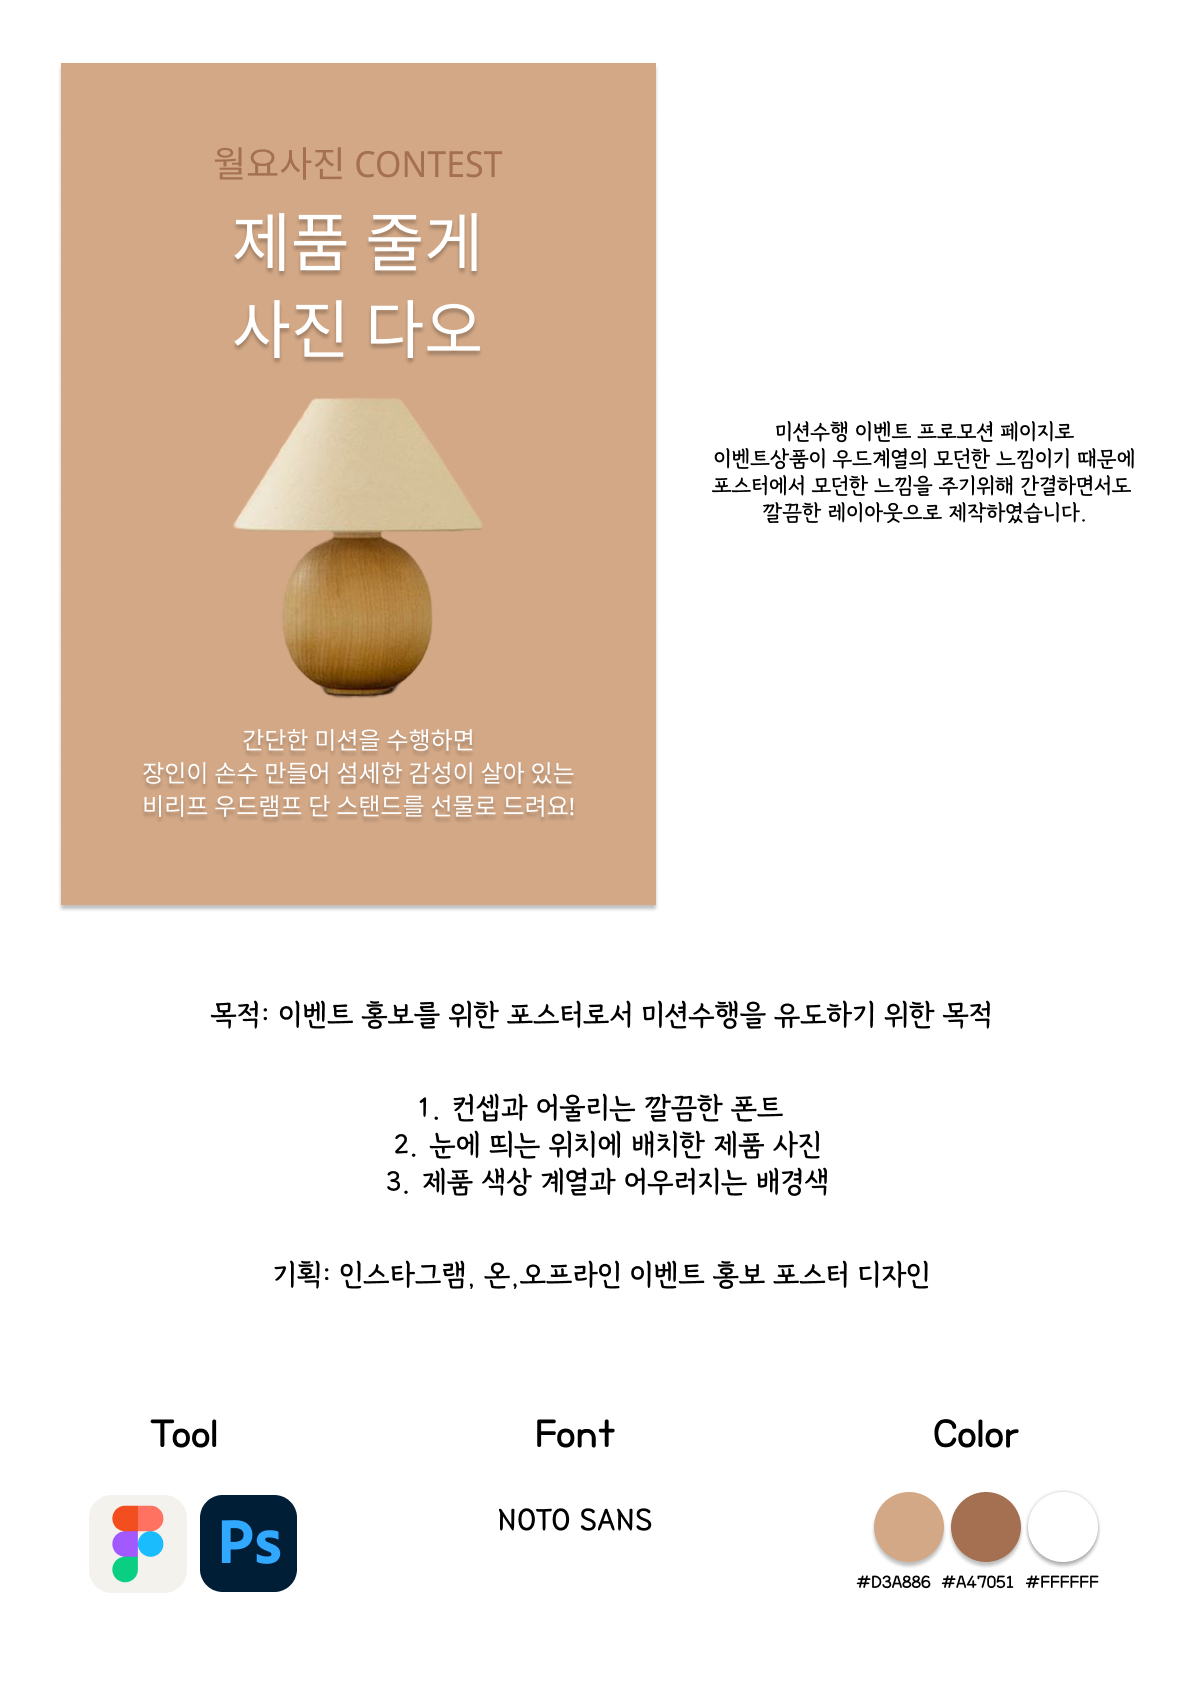 월요사진 CONTEST
제품 줄게
사진 다오
간단한 미션을 수행하면
장인이 손수 만들어 섬세한 감성이 살아 있는
비리프 우드램프 단 스탠드를 선물로 드려요!
미션수행 이벤트 프로모션 페이지로
이벤트상품이 우드계열의 모던한 느낌이기 때문에
포스터에서 모던한 느낌을 주기위해 간결하면서도
깔끔한 레이아웃으로 제작하였습니다.
목적: 이벤트 홍보를 위한 포스터로서 미션수행을 유도하기 위한 목적
1. 컨셉과 어울리는 깔끔한 폰트
2. 눈에 띄는 위치에 배치한 제품 사진
3. 제품 색상 계열과 어우러지는 배경색
기획: 인스타그램, 온,오프라인 이벤트 홍보 포스터 디자인
Tool
Font
Color
Ps
NOTO SANS
#D3A886 #A47051 #FFFFFF